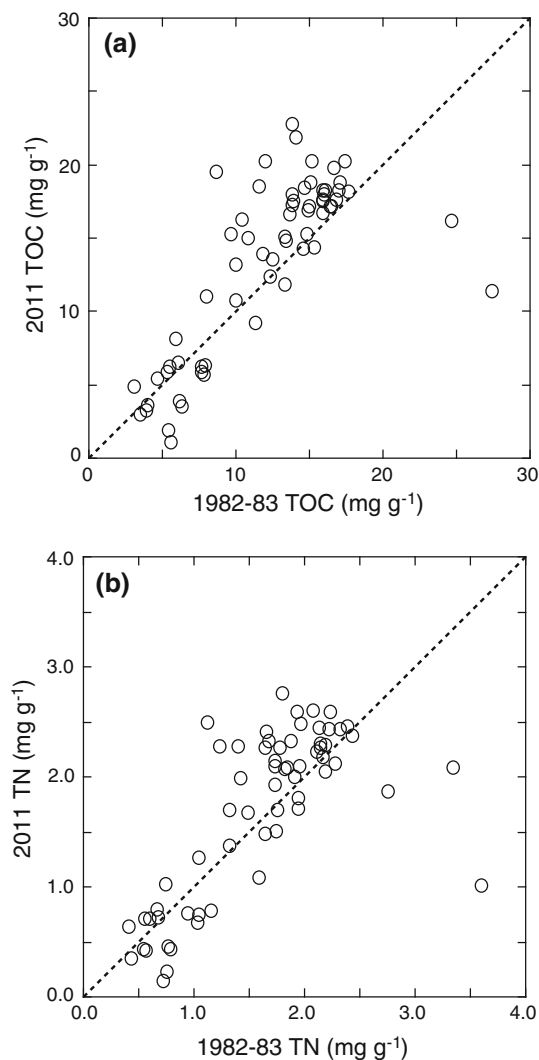 (a)
30
20
10
0
2011 TOC (mg g-1)
0 10 20 30
1982-83 TOC (mg g-1)
(b)
4.0
3.0
2.0
1.0
0.0
2011 TN (mg g-1)
0.0 1.0 2.0 3.0 4.0
1982-83 TN (mg g-1)